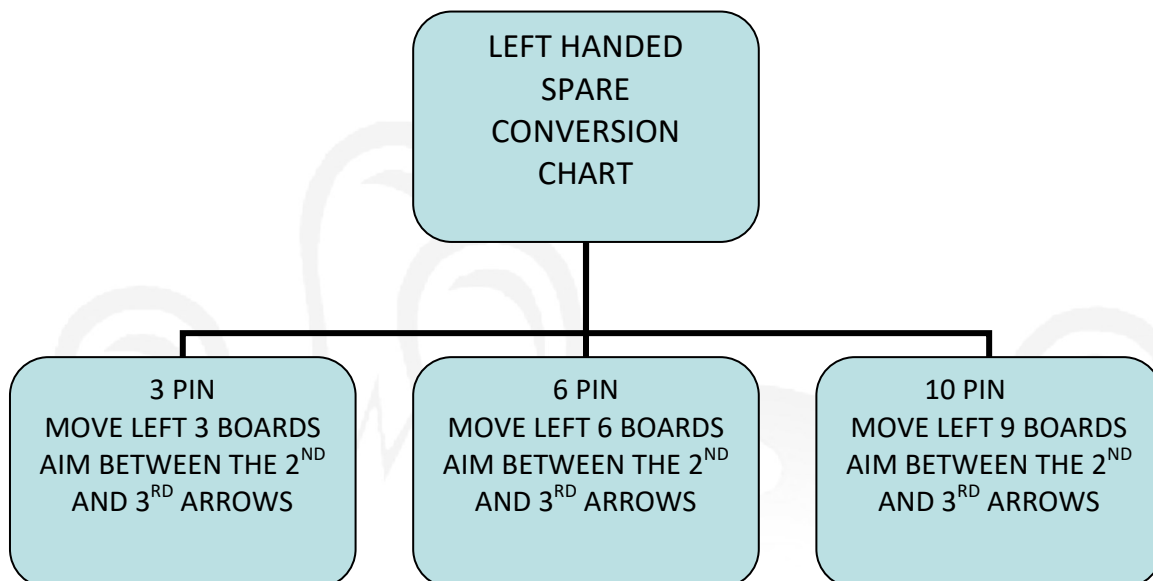 LEFT HANDED
SPARE
CONVERSION
CHART
3 PIN
MOVE LEFT 3 BOARDS
AIM BETWEEN THE 2ND
AND 3RD ARROWS
6 PIN
MOVE LEFT 6 BOARDS
AIM BETWEEN THE 2ND
AND 3RD ARROWS
10 PIN
MOVE LEFT 9 BOARDS
AIM BETWEEN THE 2ND
AND 3RD ARROWS